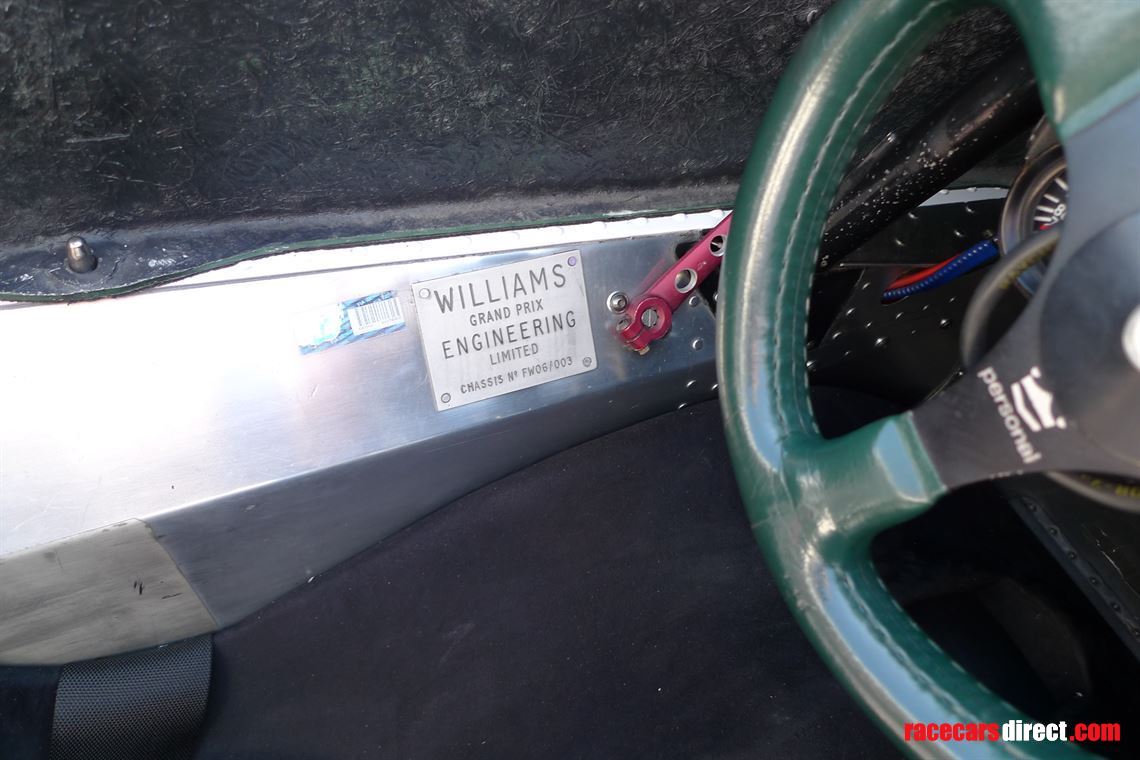 WILLIAMS
GRAND PRIX
ENGINEERING
LIMITED
CHASSIS Nº FW06/003
personal
racecarsdirect.com